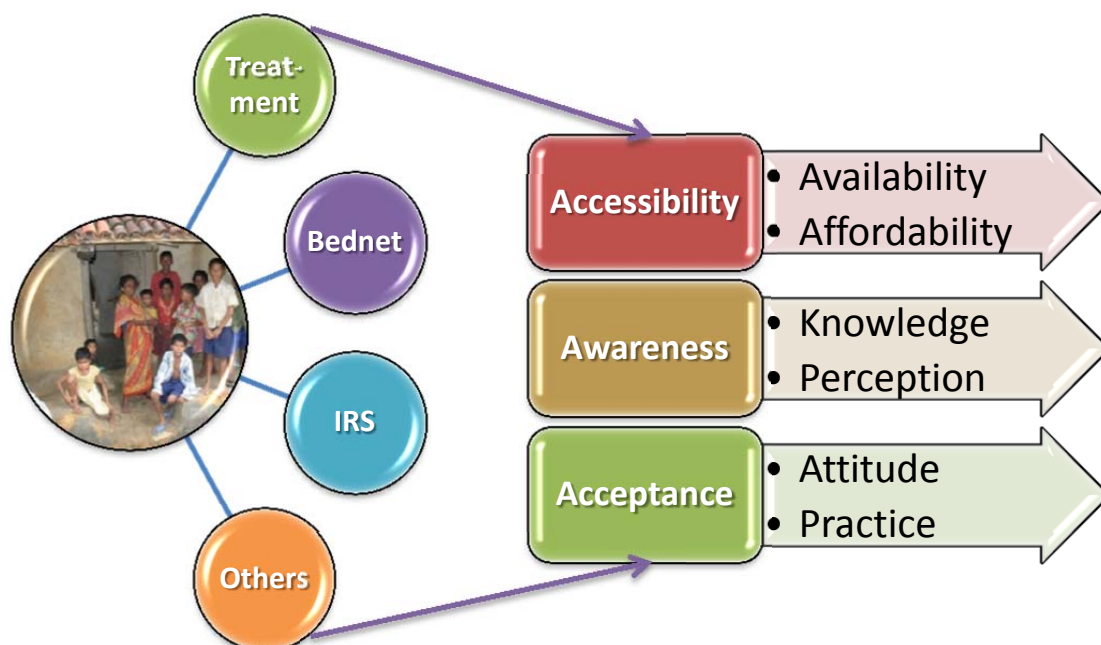 Treat-
ment
Bednet
IRS
Others
Accessibility
• Availability
• Affordability
Awareness
• Knowledge
• Perception
Acceptance
• Attitude
• Practice